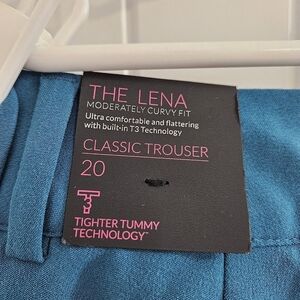 THE LENA
MODERATELY CURVY FIT
Ultra comfortable and flattering
with built-in T3 Technology
CLASSIC TROUSER
20
T3
TIGHTER TUMMY
TECHNOLOGY™